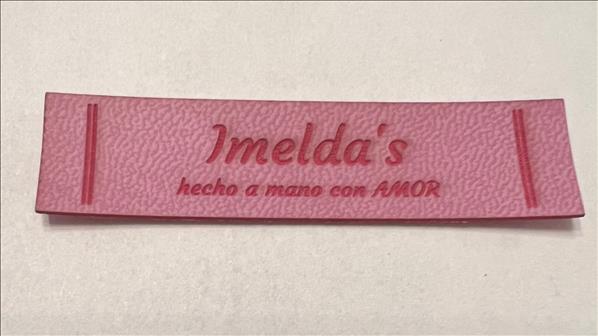 Imelda's
hecho a mano con AMOR